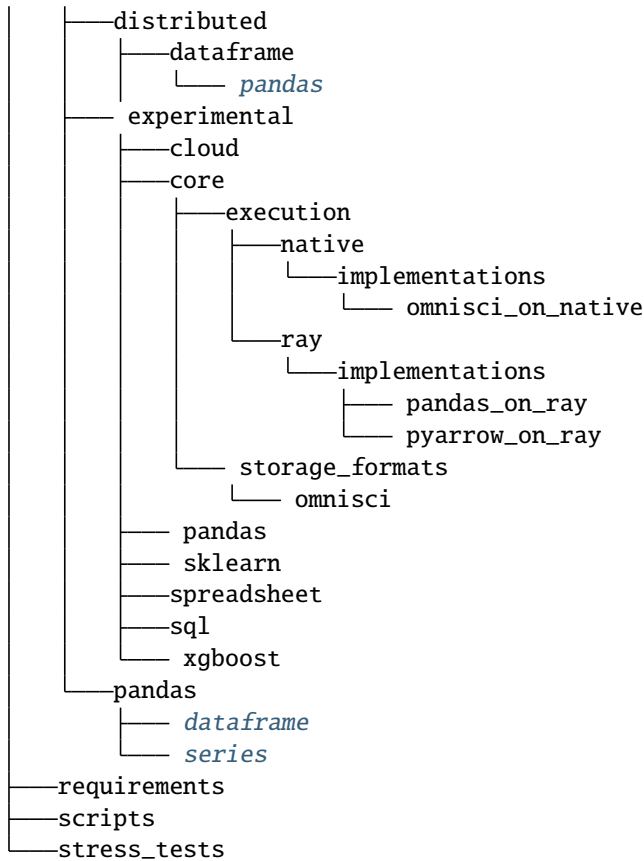 distributed
dataframe
pandas
experimental
cloud
core
execution
native
implementations
omnisci_on_native
ray
implementations
pandas_on_ray
pyarrow_on_ray
storage_formats
omnisci
pandas
sklearn
spreadsheet
sql
xgboost
pandas
dataframe
series
requirements
scripts
stress_tests